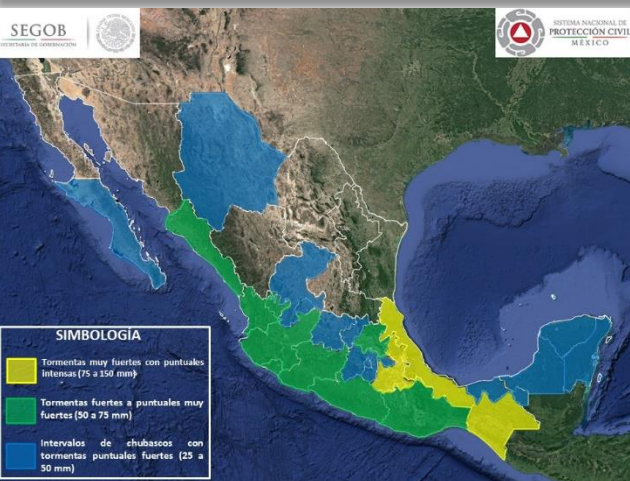 SEGOB
SECRETARÍA DE GOBERNACIÓN
SISTEMA NACIONAL DE
PROTECCIÓN CIVIL
MÉXICO
SIMBOLOGÍA
Tormentas muy fuertes con puntuales
intensas (75 a 150 mm)
Tormentas fuertes a puntuales muy
fuertes (50 a 75 mm)
Intervalos de chubascos con
tormentas puntuales fuertes (25 a
50 mm)